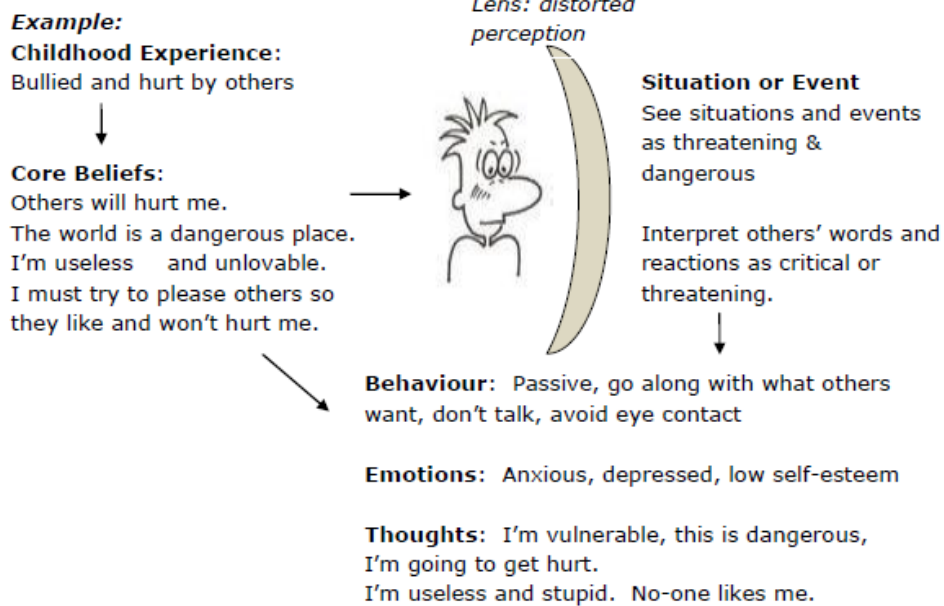 Lens: distorted
perception
Example:
Childhood Experience:
Bullied and hurt by others
Core Beliefs:
Others will hurt me.
The world is a dangerous place.
I'm useless and unlovable.
I must try to please others so
they like and won't hurt me.
Situation or Event
See situations and events
as threatening &
dangerous
Interpret others' words and
reactions as critical or
threatening.
Behaviour: Passive, go along with what others
want, don't talk, avoid eye contact
Emotions: Anxious, depressed, low self-esteem
Thoughts: I'm vulnerable, this is dangerous,
I'm going to get hurt.
I'm useless and stupid. No-one likes me.